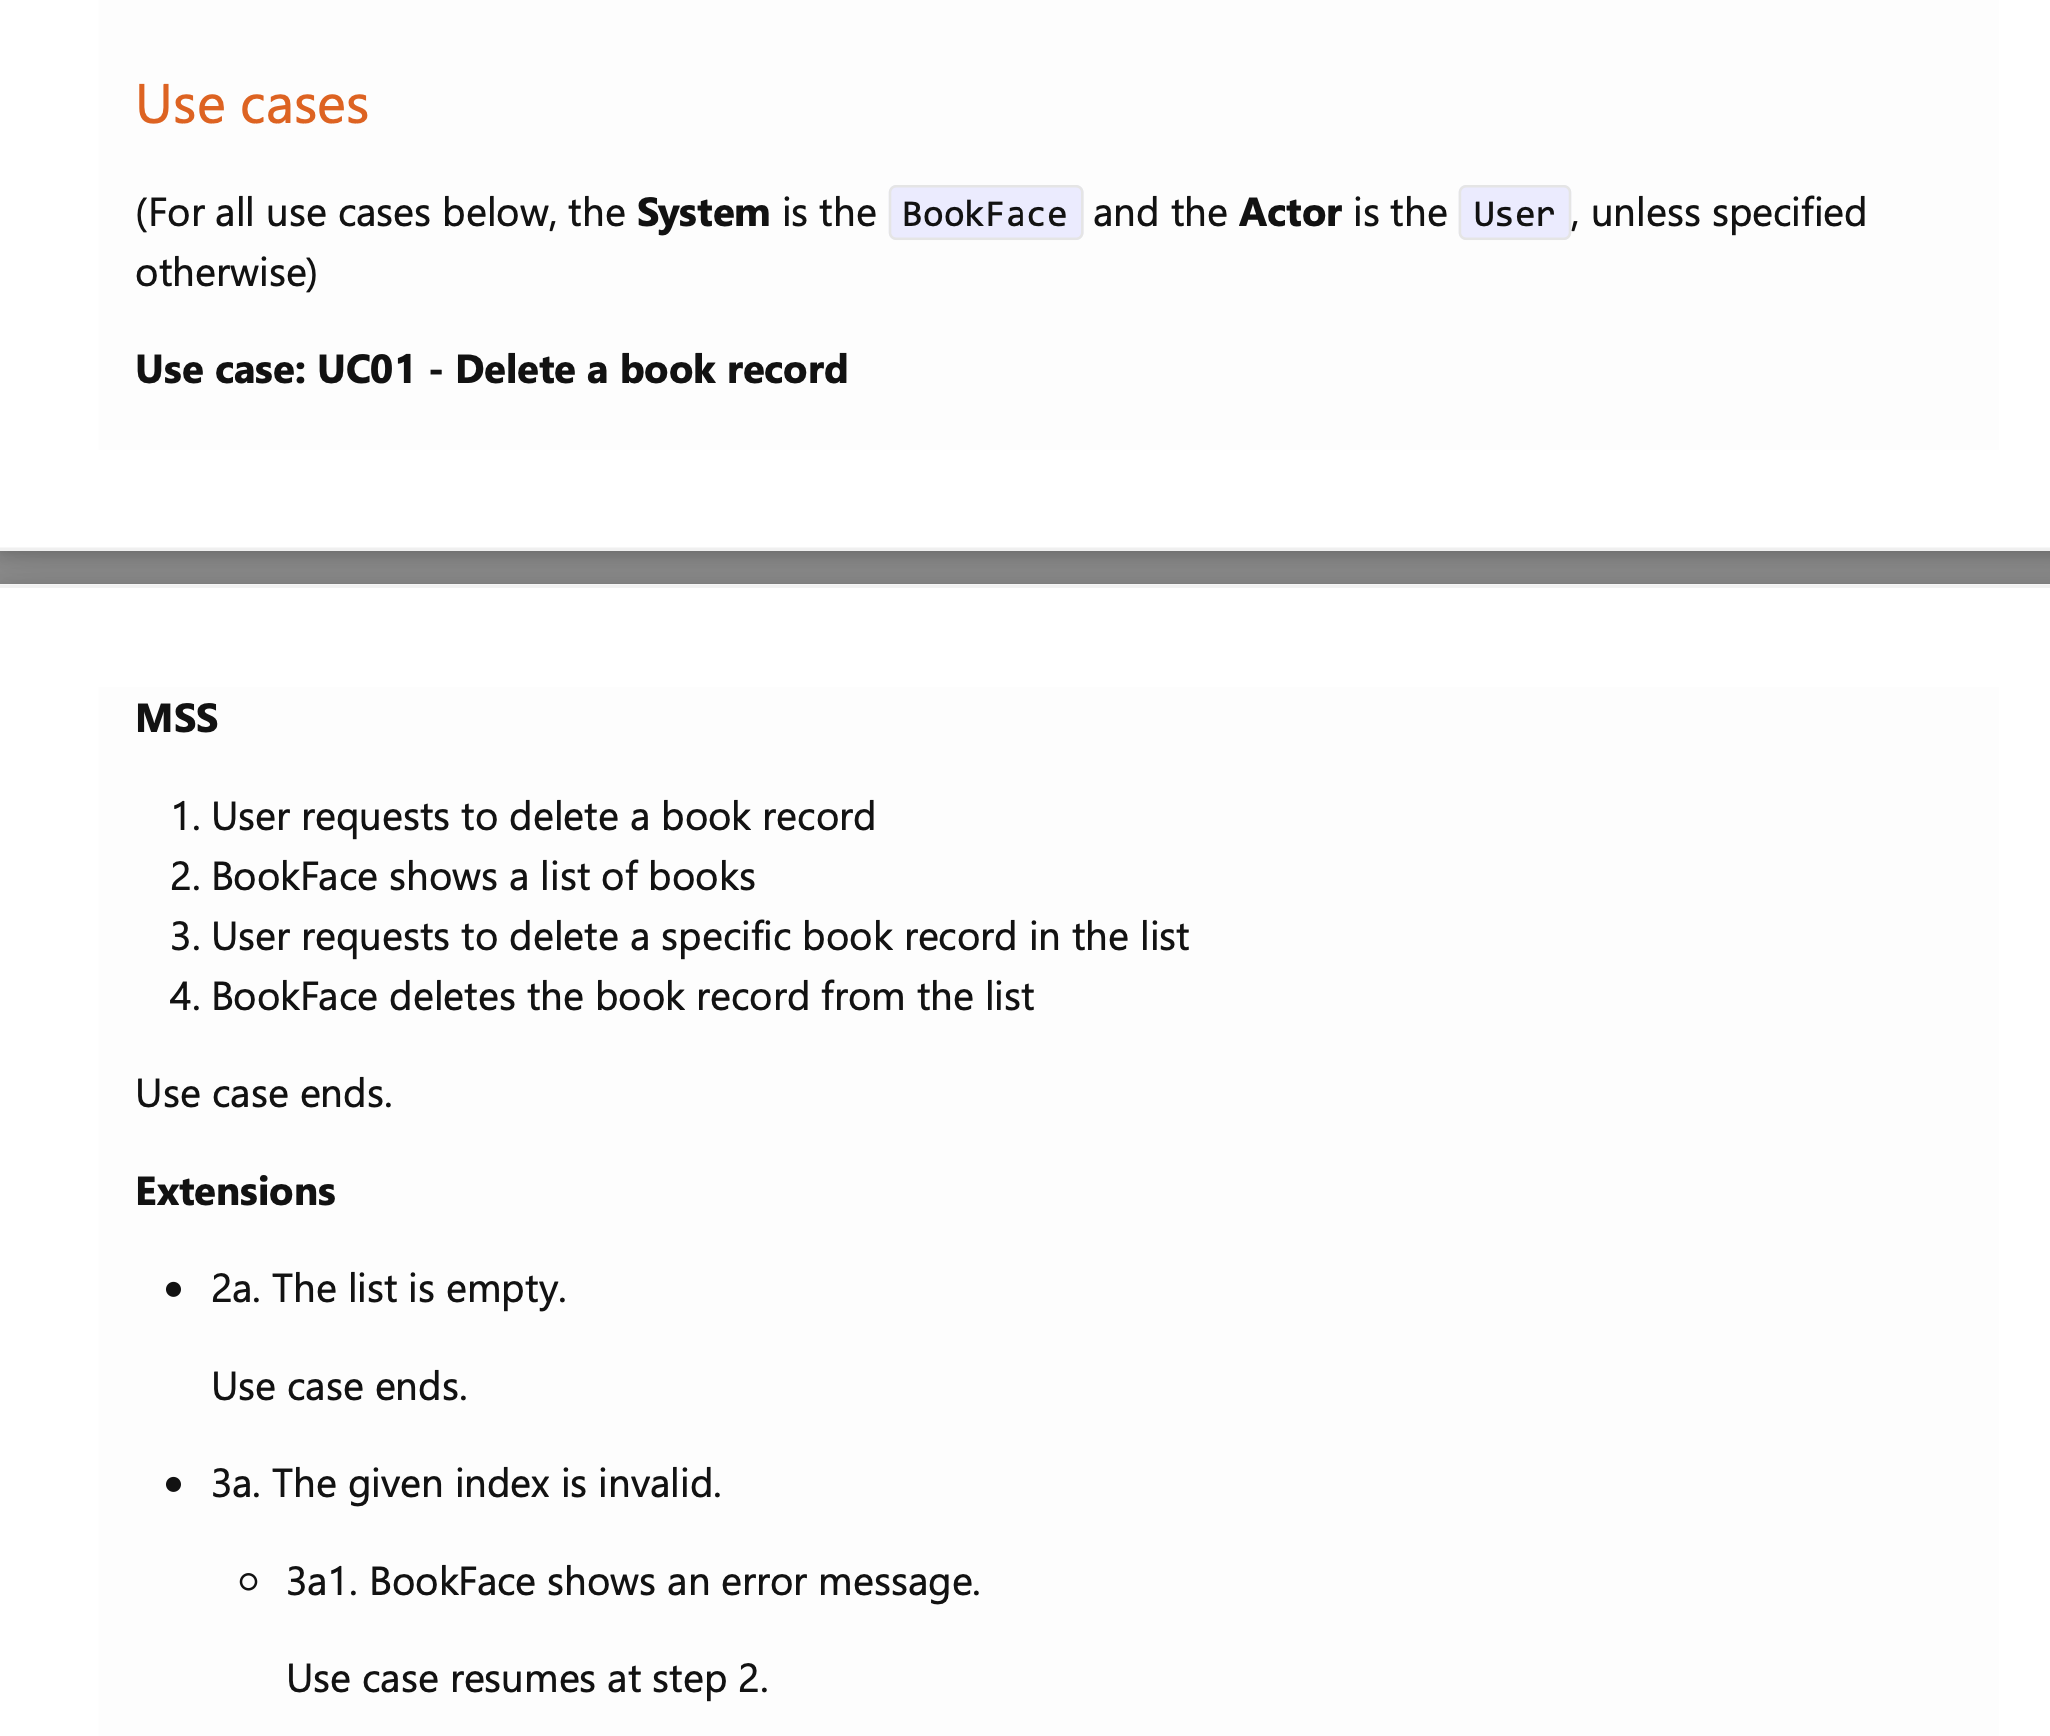 Use cases
(For all use cases below, the System is the BookFace and the Actor is the User, unless specified
otherwise)
Use case: UC01 - Delete a book record
MSS
1. User requests to delete a book record
2. BookFace shows a list of books
3. User requests to delete a specific book record in the list
4. BookFace deletes the book record from the list
Use case ends.
Extensions
• 2a. The list is empty.
Use case ends.
• 3a. The given index is invalid.
○ 3a1. BookFace shows an error message.
Use case resumes at step 2.